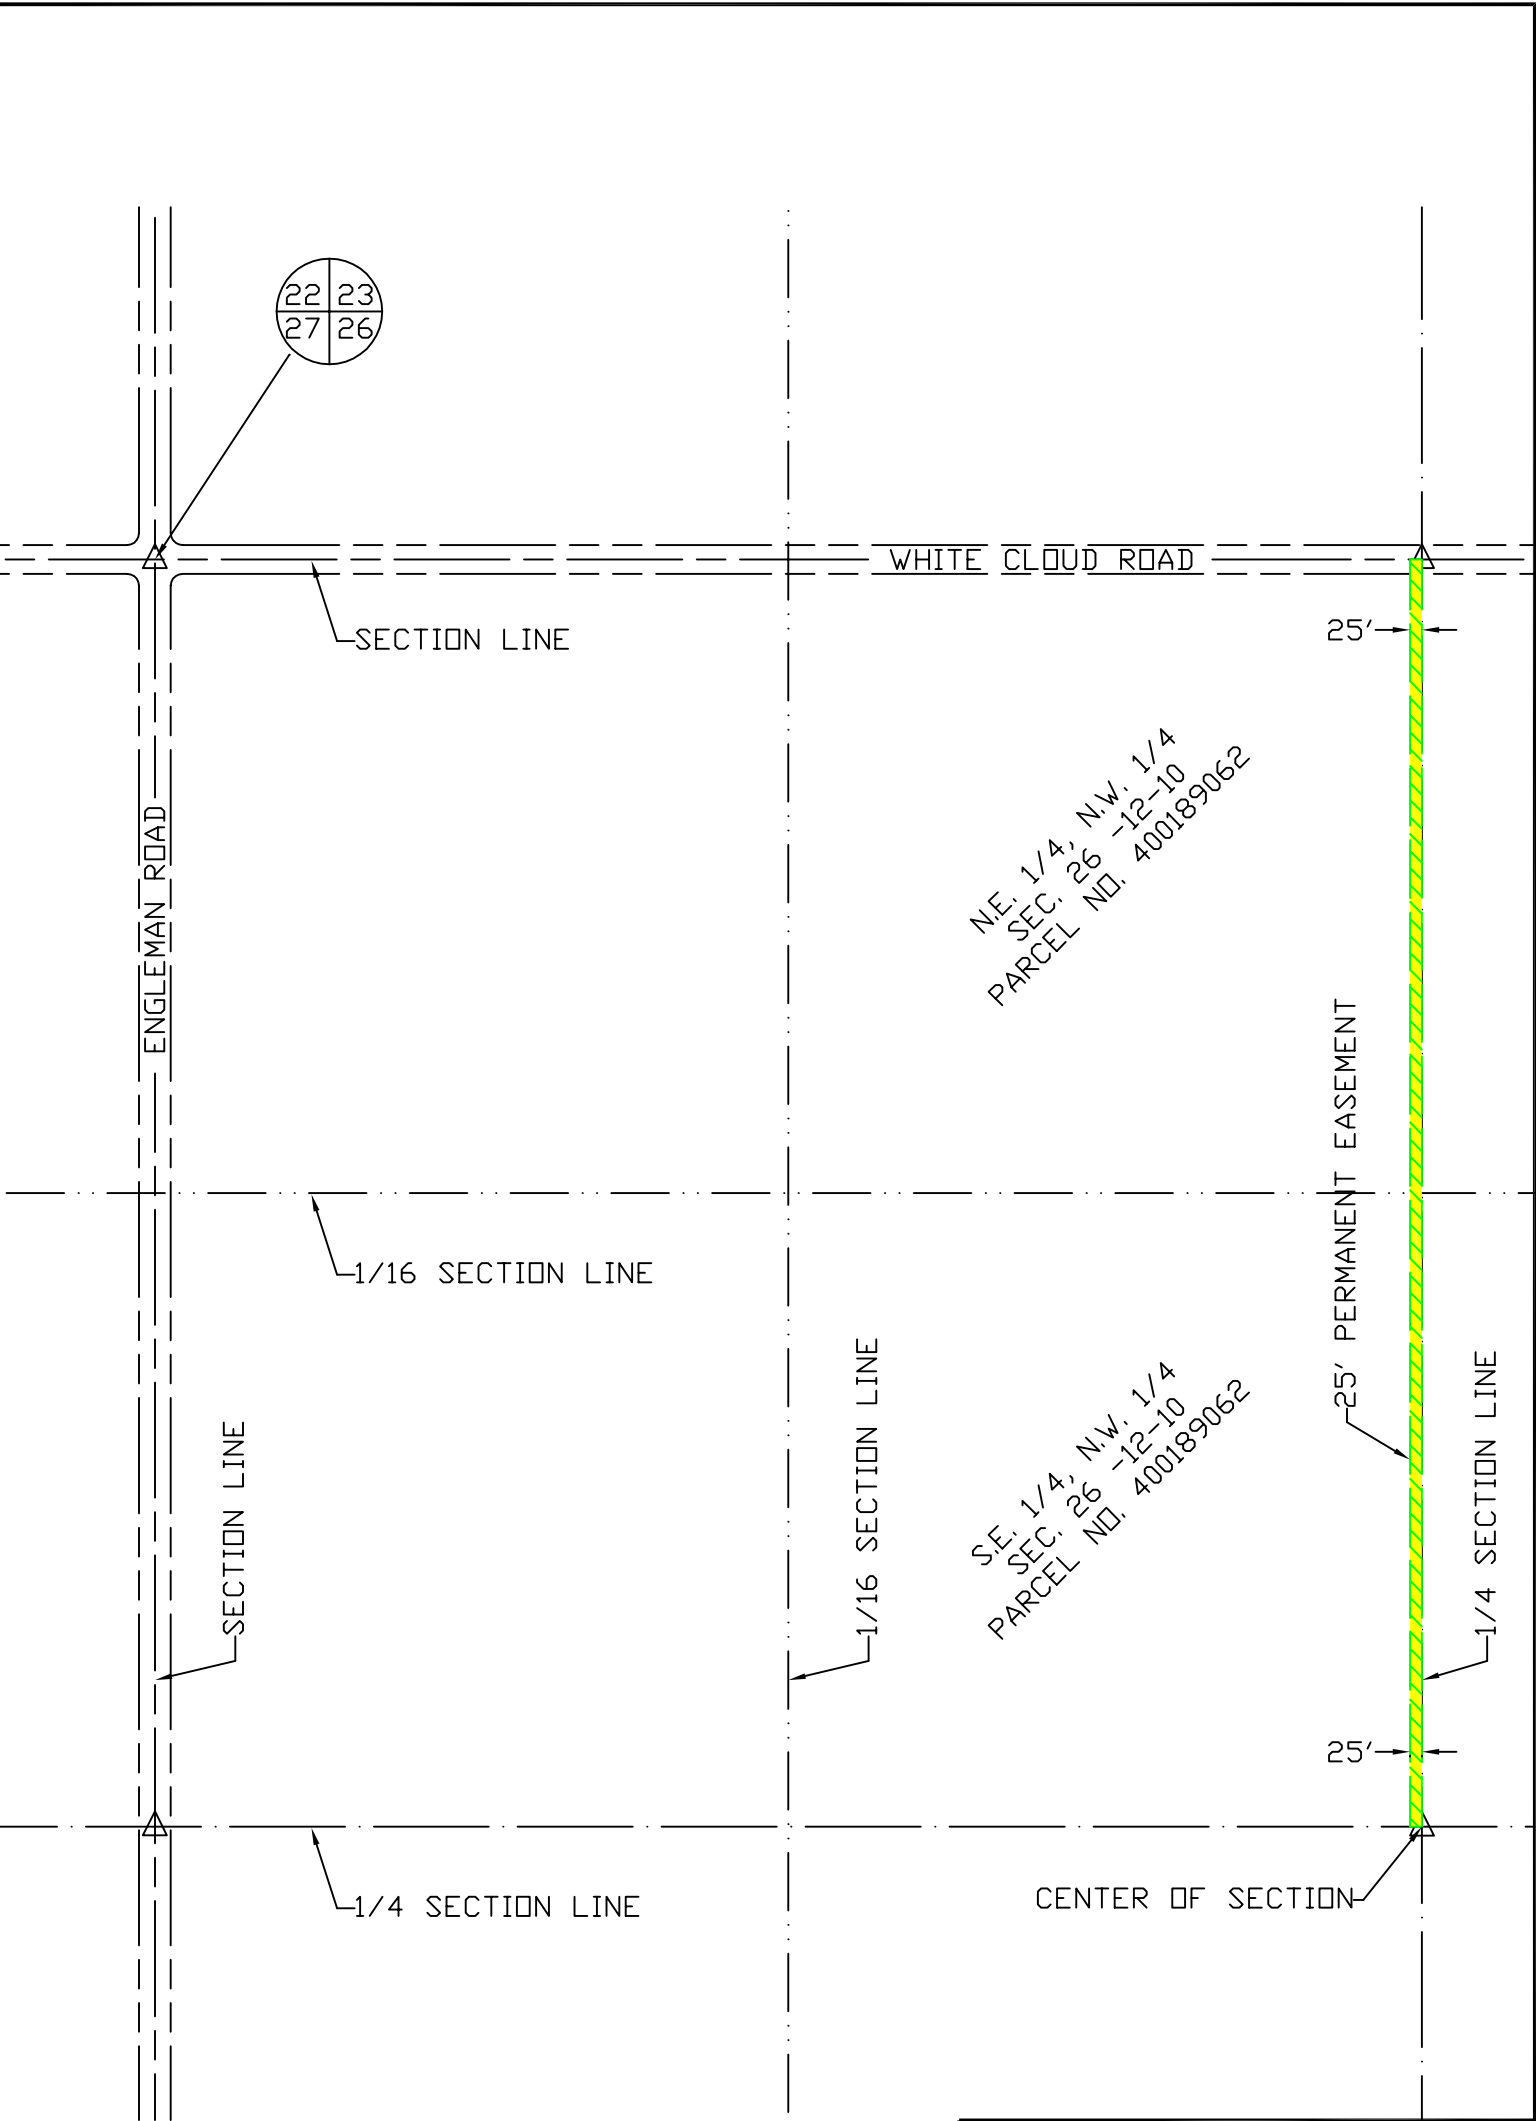 22 23
27 26
WHITE CLOUD ROAD
SECTION LINE
25'
N.E. 1/4, N.W. 1/4
SEC. 26 -12-10
PARCEL NO. 400189062
ENGLEMAN ROAD
25' PERMANENT EASEMENT
1/16 SECTION LINE
SECTION LINE
1/16 SECTION LINE
S.E. 1/4, N.W. 1/4
SEC. 26 -12-10
PARCEL NO. 400189062
1/4 SECTION LINE
25'
1/4 SECTION LINE
CENTER OF SECTION